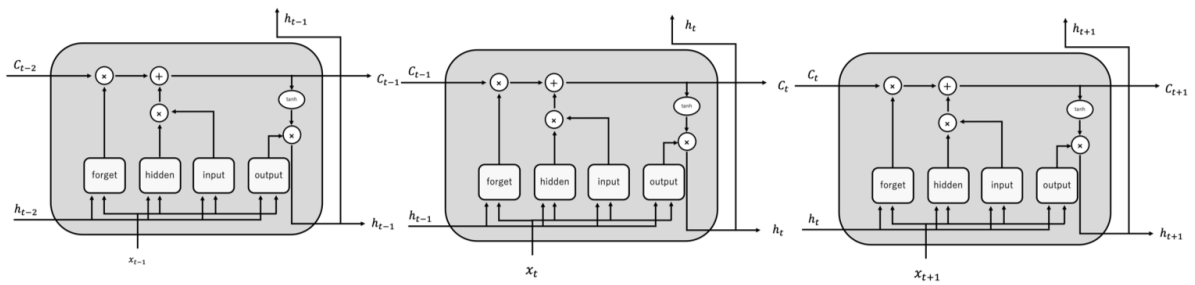 h_{t-1}
C_{t-2}
×
+
C_{t-1}
tanh
×
×
forget
hidden
input
output
h_{t-2}
h_{t-1}
x_{t-1}
h_t
C_{t-1}
×
+
C_t
tanh
×
×
forget
hidden
input
output
h_{t-1}
h_t
x_t
h_{t+1}
C_t
×
+
C_{t+1}
tanh
×
×
forget
hidden
input
output
h_t
h_{t+1}
x_{t+1}